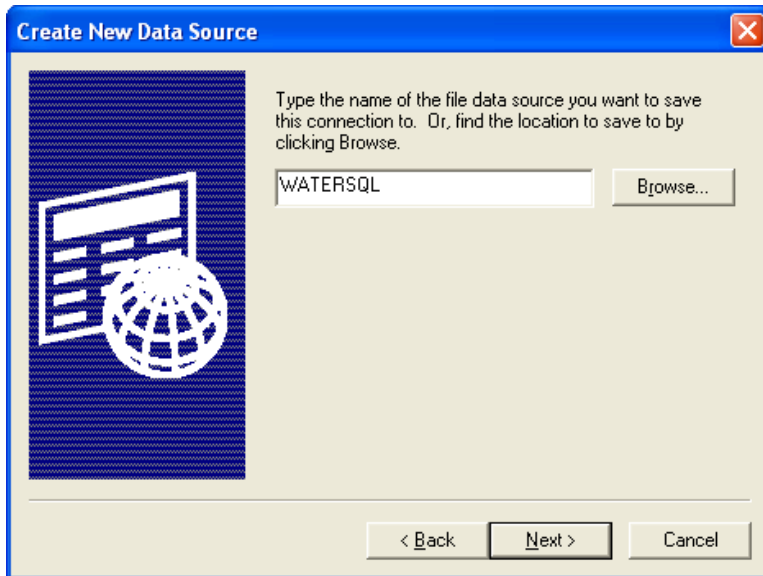 Create New Data Source
Type the name of the file data source you want to save
this connection to.  Or, find the location to save to by
clicking Browse.
WATERSQL
Browse...
< Back
Next >
Cancel